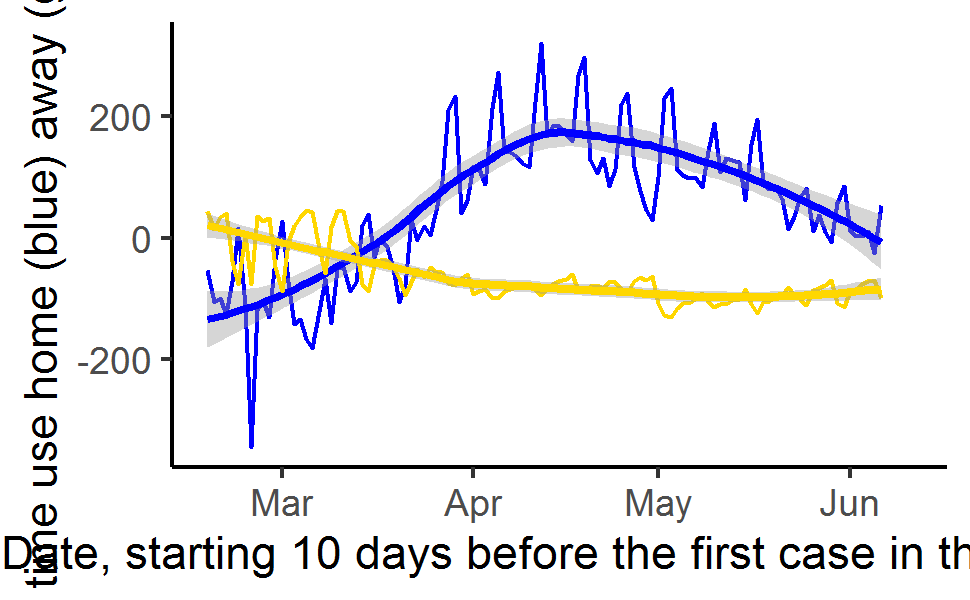 time use home (blue) away (
200
0
-200
Mar Apr May Jun
Date, starting 10 days before the first case in th